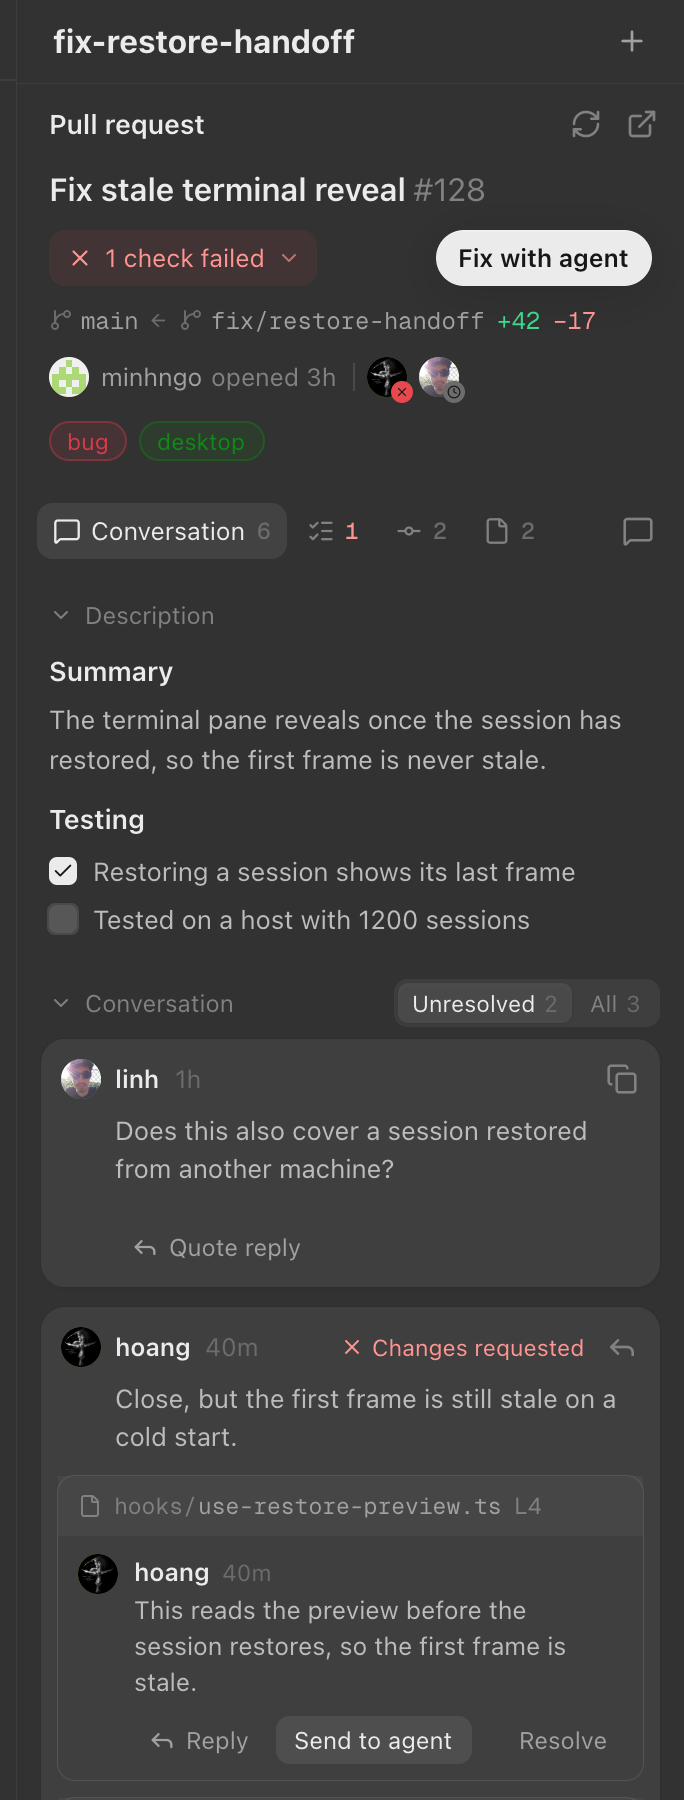 fix-restore-handoff
Pull request
Fix stale terminal reveal #128
1 check failed
Fix with agent
main ← fix/restore-handoff +42 −17
minhngo opened 3h
bug desktop
Conversation 6 1 2 2
Description
Summary
The terminal pane reveals once the session has
restored, so the first frame is never stale.
Testing
Restoring a session shows its last frame
Tested on a host with 1200 sessions
Conversation
Unresolved 2 All 3
linh 1h
Does this also cover a session restored
from another machine?
Quote reply
hoang 40m
Changes requested
Close, but the first frame is still stale on a
cold start.
hooks/use-restore-preview.ts L4
hoang 40m
This reads the preview before the
session restores, so the first frame is
stale.
Reply Send to agent Resolve